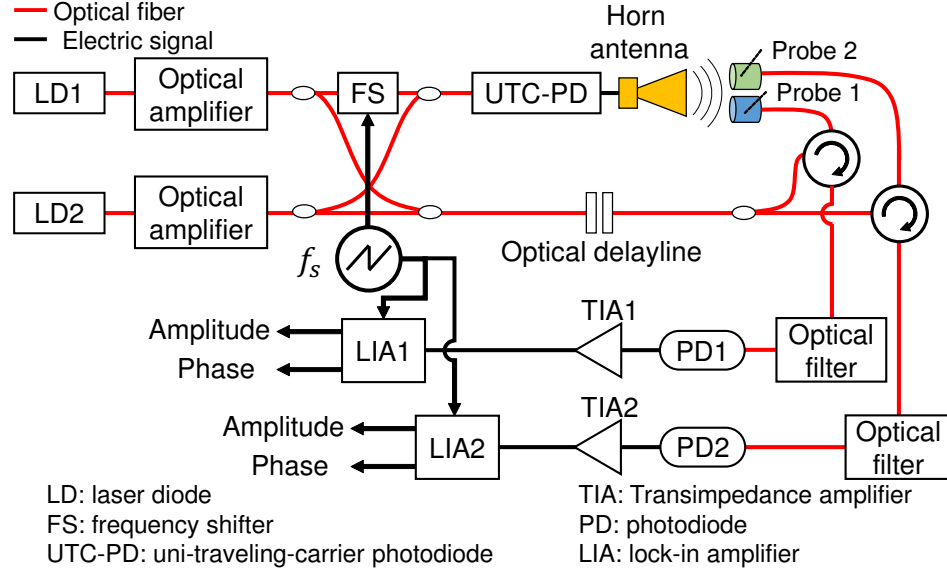 Optical fiber
Electric signal
Horn
antenna
Probe 2
Probe 1
LD1
Optical
amplifier
FS
UTC-PD
LD2
Optical
amplifier
Optical delayline
fₛ
Amplitude
Phase
LIA1
TIA1
PD1
Optical
filter
Amplitude
Phase
LIA2
TIA2
PD2
Optical
filter
LD: laser diode
FS: frequency shifter
UTC-PD: uni-traveling-carrier photodiode
TIA: Transimpedance amplifier
PD: photodiode
LIA: lock-in amplifier